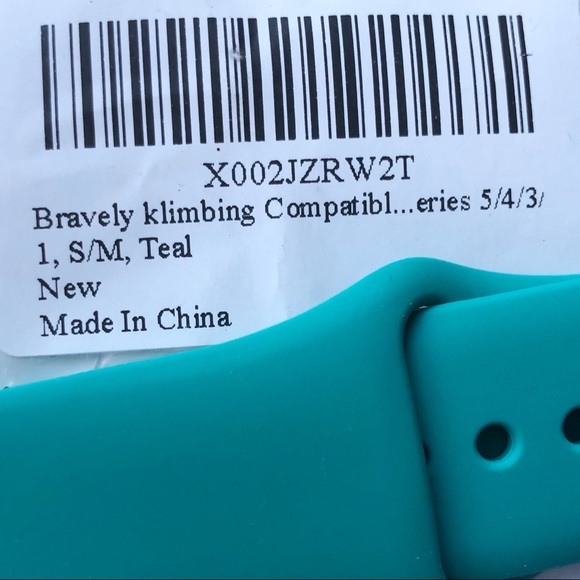 X002JZRW2T
Bravely klimbing Compatibl...eries 5/4/3/
1, S/M, Teal
New
Made In China